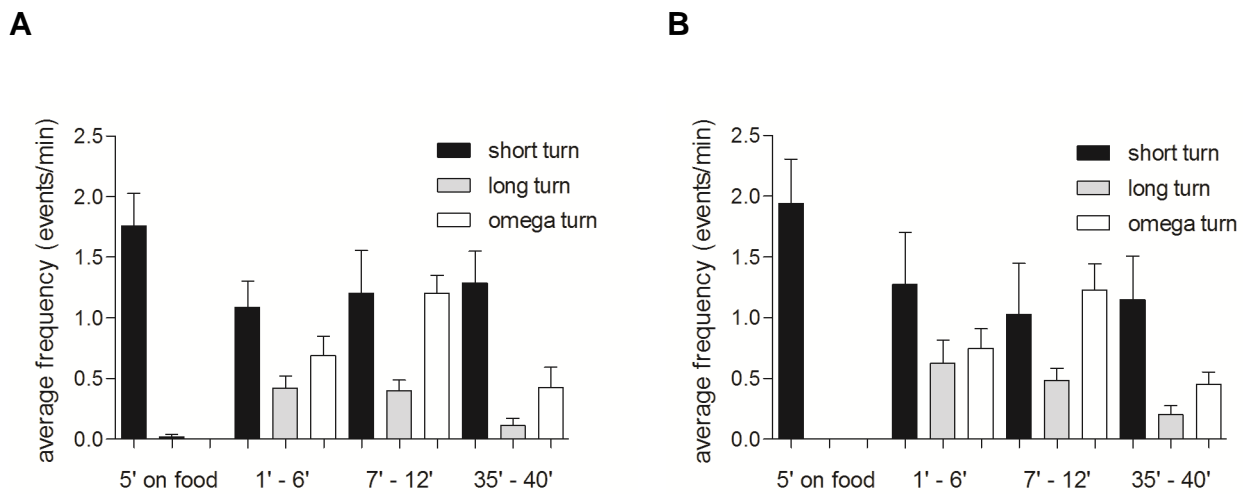 A
average frequency (events/min)
2.5
2.0
1.5
1.0
0.5
0.0
short turn
long turn
omega turn
5' on food 1' - 6' 7' - 12' 35' - 40'
B
average frequency (events/min)
2.5
2.0
1.5
1.0
0.5
0.0
short turn
long turn
omega turn
5' on food 1' - 6' 7' - 12' 35' - 40'